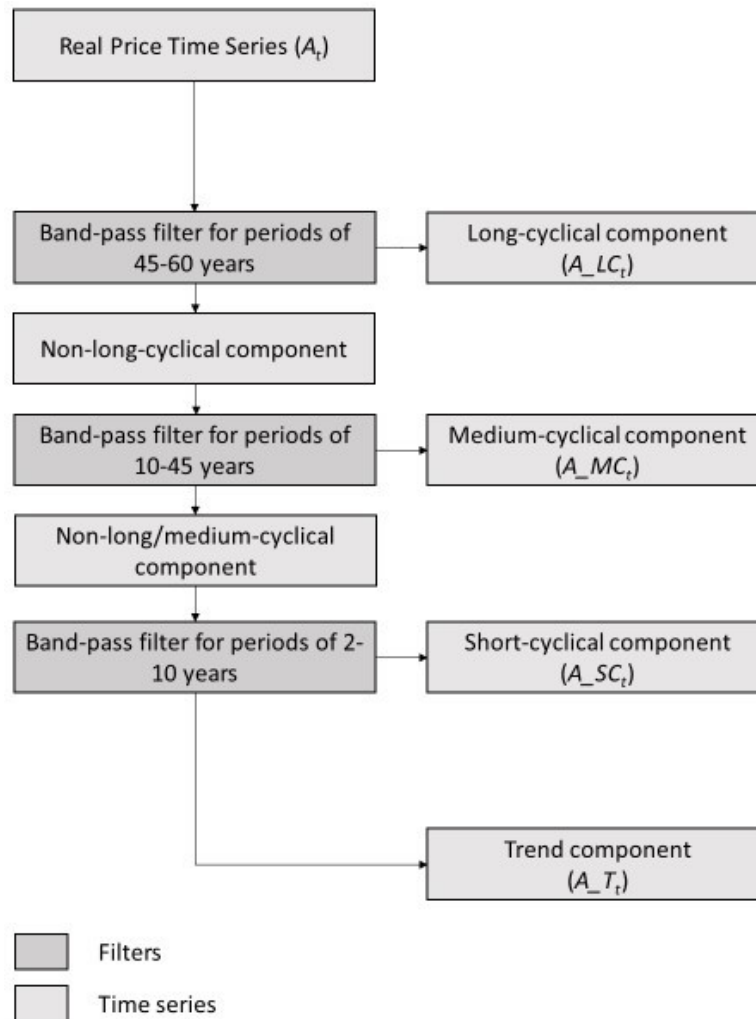 Real Price Time Series (A_t)
Band-pass filter for periods of
45-60 years
Long-cyclical component
(A_LC_t)
Non-long-cyclical component
Band-pass filter for periods of
10-45 years
Medium-cyclical component
(A_MC_t)
Non-long/medium-cyclical
component
Band-pass filter for periods of 2-
10 years
Short-cyclical component
(A_SC_t)
Trend component
(A_T_t)
Filters
Time series